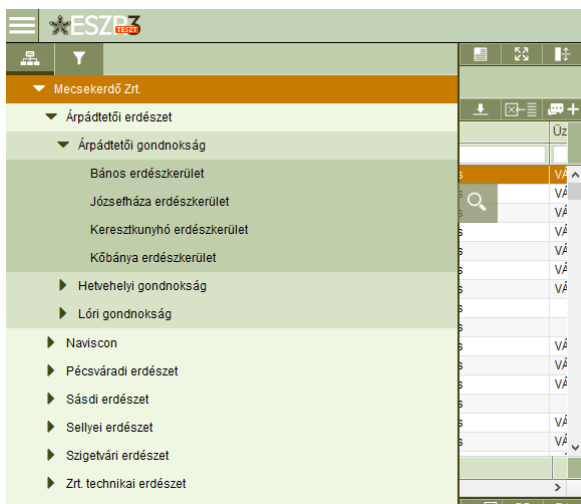 ESZR3
TESZT
Mecsekerdő Zrt.
Árpádtetői erdészet
Árpádtetői gondnokság
Bános erdészkerület
Józsefháza erdészkerület
Keresztkunyhó erdészkerület
Kőbánya erdészkerület
Hetvehelyi gondnokság
Lóri gondnokság
Naviscon
Pécsváradi erdészet
Sásdi erdészet
Sellyei erdészet
Szigetvári erdészet
Zrt. technikai erdészet
Üz
s VÁ
s VÁ
s VÁ
s VÁ
s VÁ
s VÁ
s VÁ
s
s
s VÁ
s VÁ
s VÁ
s
s VÁ
s VÁ